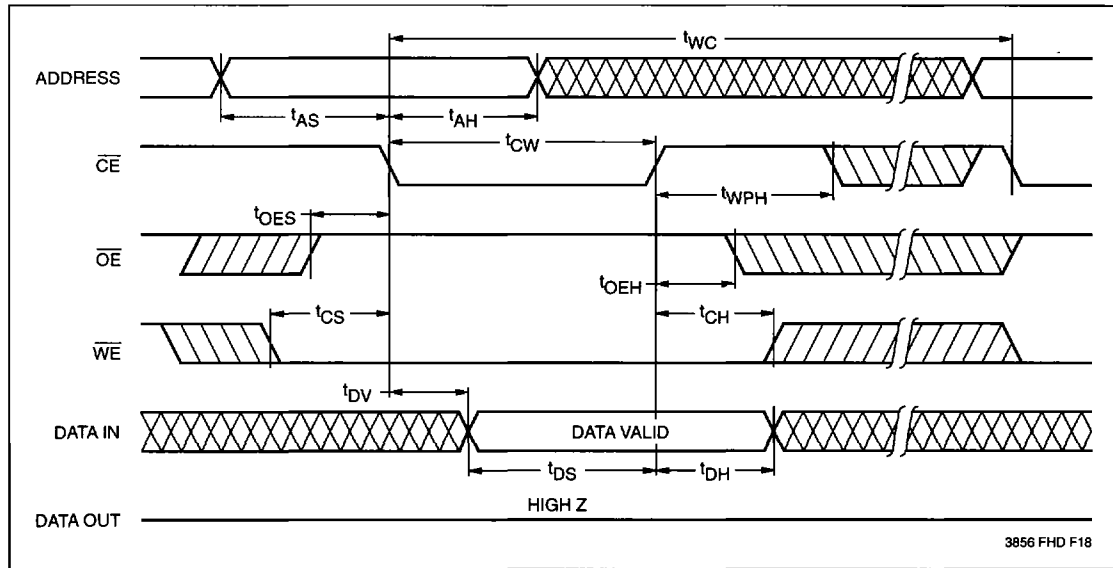 tWC
ADDRESS
tAS
tAH
tCW
CE
tWPH
tOES
OE
tOEH
tCS
tCH
WE
tDV
DATA IN
DATA VALID
tDS
tDH
HIGH Z
DATA OUT
3856 FHD F18